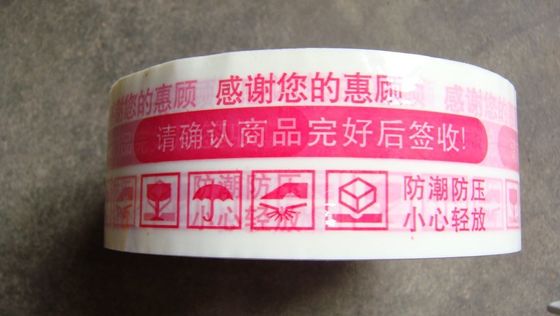 您的惠顾 感谢您的惠顾 感谢您的
请确认商品完好后签收!
防潮防压
小心轻放